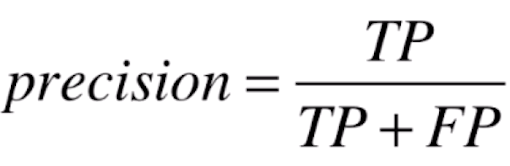 precision = TP / TP + FP